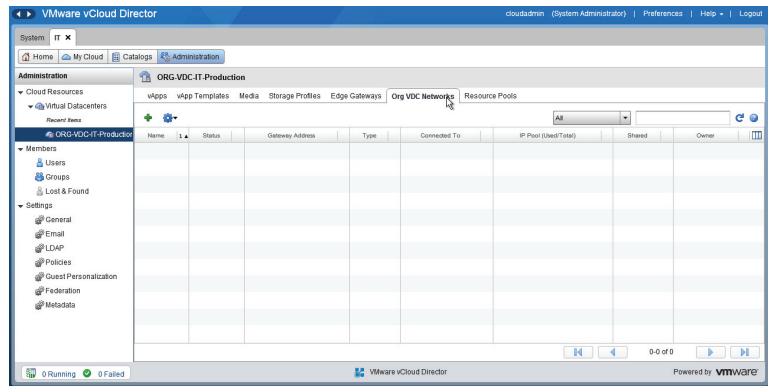 VMware vCloud Director
cloudadmin (System Administrator) | Preferences | Help | Logout
System IT
Home My Cloud Catalogs Administration
Administration
ORG-VDC-IT-Production
Cloud Resources
Virtual Datacenters
Recent Items
ORG-VDC-IT-Production
Members
Users
Groups
Lost & Found
Settings
General
Email
LDAP
Policies
Guest Personalization
Federation
Metadata
vApps vApp Templates Media Storage Profiles Edge Gateways Org VDC Networks Resource Pools
All
Name 1 Status Gateway Address Type Connected To IP Pool (Used/Total) Shared Owner
0-0 of 0
0 Running 0 Failed
VMware vCloud Director
Powered by vmware